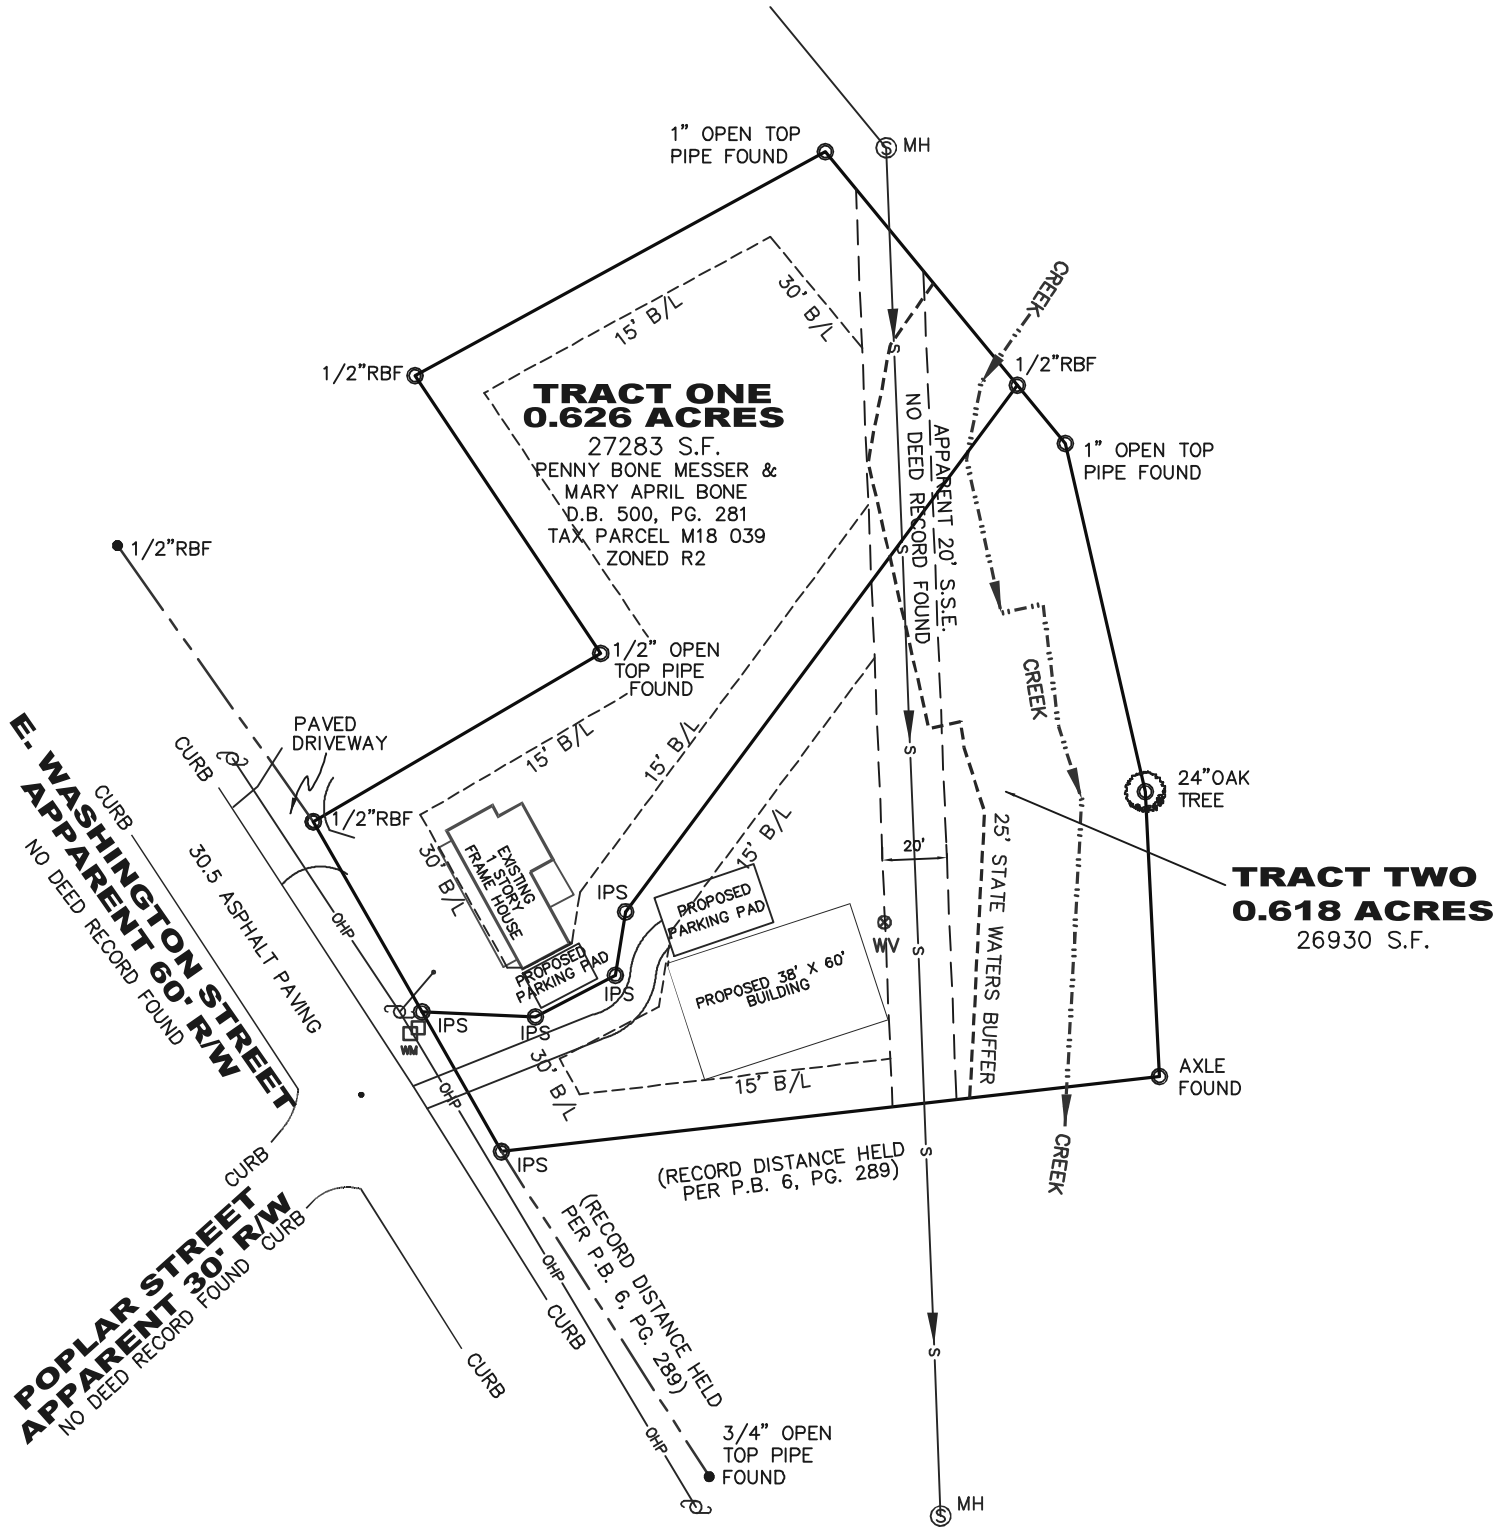 1" OPEN TOP
PIPE FOUND
S
MH
CREEK
30' B/L
15' B/L
1/2"RBF
1/2"RBF
TRACT ONE
0.626 ACRES
27283 S.F.
PENNY BONE MESSER &
MARY APRIL BONE
D.B. 500, PG. 281
TAX PARCEL M18 039
ZONED R2
S
APPARENT 20' S.S.E.
NO DEED RECORD FOUND
1" OPEN TOP
PIPE FOUND
1/2"RBF
S
1/2" OPEN
TOP PIPE
FOUND
CREEK
PAVED
DRIVEWAY
15' B/L
15' B/L
S
CURB
E. WASHINGTON STREET
APPARENT 60' R/W
NO DEED RECORD FOUND
CURB
24"OAK
TREE
1/2"RBF
30' B/L
EXISTING
1 STORY
FRAME HOUSE
15' B/L
20'
25' STATE WATERS BUFFER
TRACT TWO
0.618 ACRES
26930 S.F.
30.5 ASPHALT PAVING
OHP
IPS
PROPOSED
PARKING PAD
WV
S
PROPOSED
PARKING PAD
IPS
PROPOSED 38' X 60'
BUILDING
IPS
IPS
WM
30' B/L
15' B/L
OHP
AXLE
FOUND
IPS
(RECORD DISTANCE HELD
PER P.B. 6, PG. 289)
S
CREEK
CURB
POPLAR STREET
APPARENT 30' R/W
NO DEED RECORD FOUND
CURB
(RECORD DISTANCE HELD
PER P.B. 6, PG. 289)
OHP
CURB
CURB
S
OHP
3/4" OPEN
TOP PIPE
FOUND
S
MH